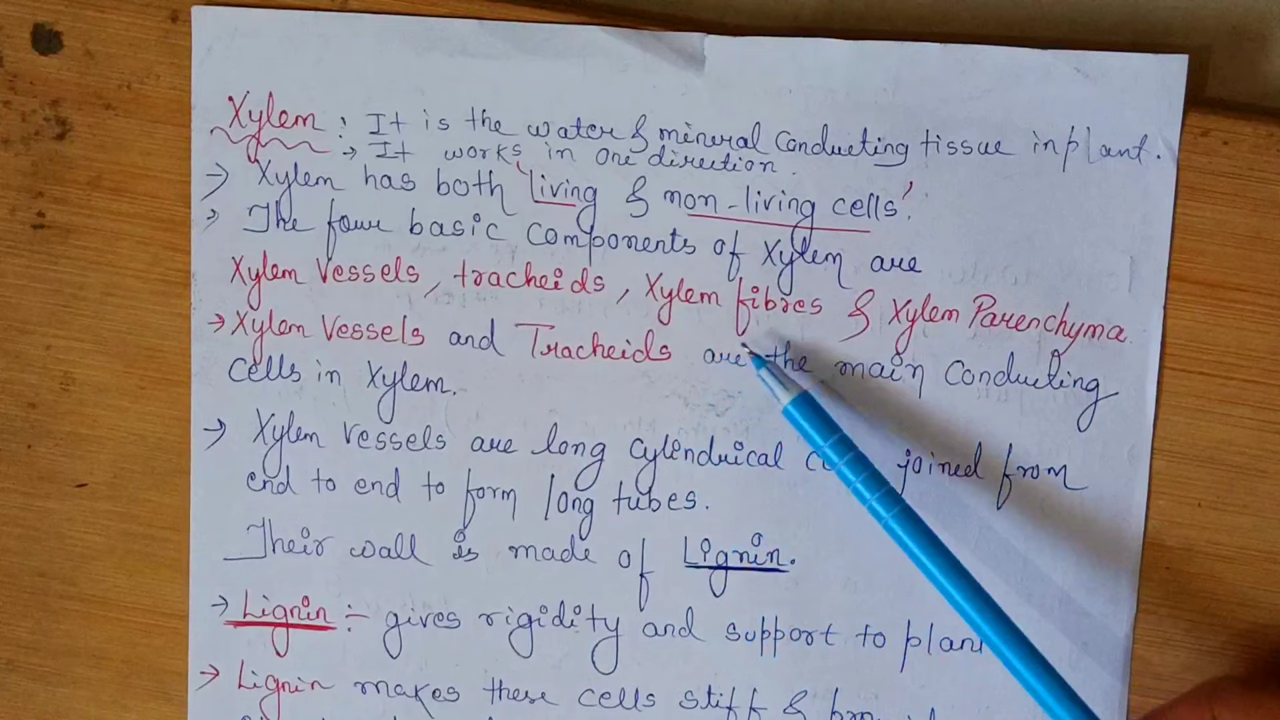 Xylem : It is the water & mineral conducting tissue in plant.
→ It works in one direction.
→ Xylem has both 'living & non-living cells'.
→ The four basic components of Xylem are
Xylem Vessels, tracheids, Xylem fibres & Xylem Parenchyma.
→ Xylem Vessels and Tracheids are the main conducting
cells in Xylem.
→ Xylem vessels are long cylindrical joined from
end to end to form long tubes.
Their wall is made of Lignin.
→ Lignin :- gives rigidity and support to plant
→ Lignin makes these cells stiff &